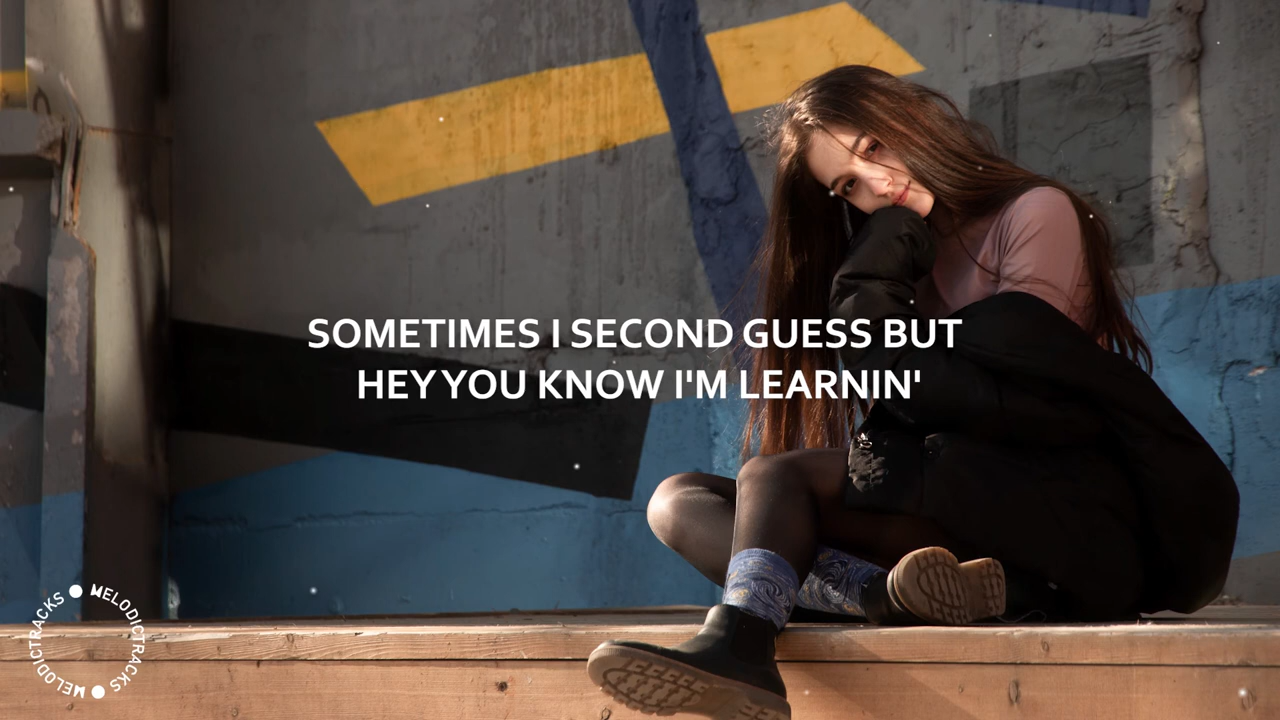 SOMETIMES I SECOND GUESS BUT
HEY YOU KNOW I'M LEARNIN'
MELODICTRACKS
MELODICTRACKS